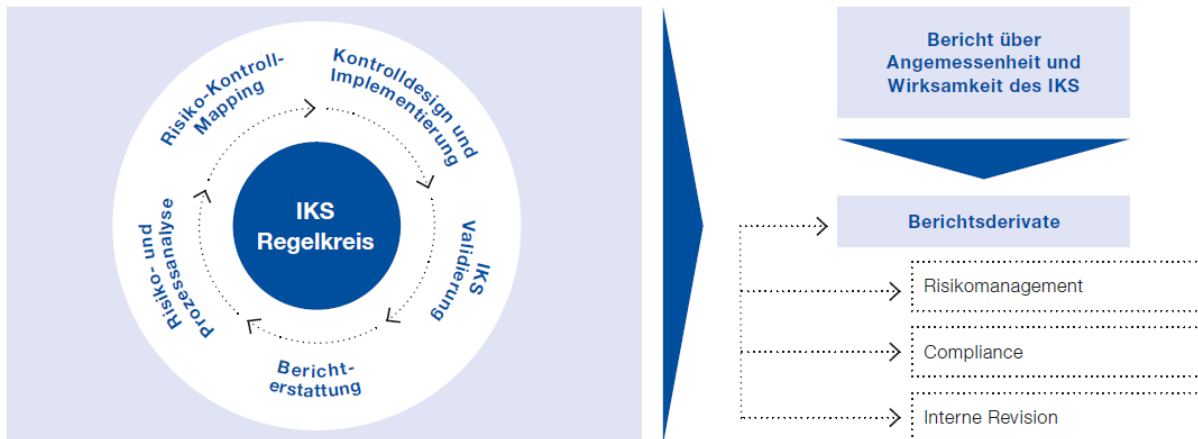 Risiko-Kontroll-
Mapping
Kontrolldesign und
Implementierung
IKS
Validierung
Bericht-
erstattung
Risiko- und
Prozessanalyse
IKS
Regelkreis
Bericht über
Angemessenheit und
Wirksamkeit des IKS
Berichtsderivate
Risikomanagement
Compliance
Interne Revision